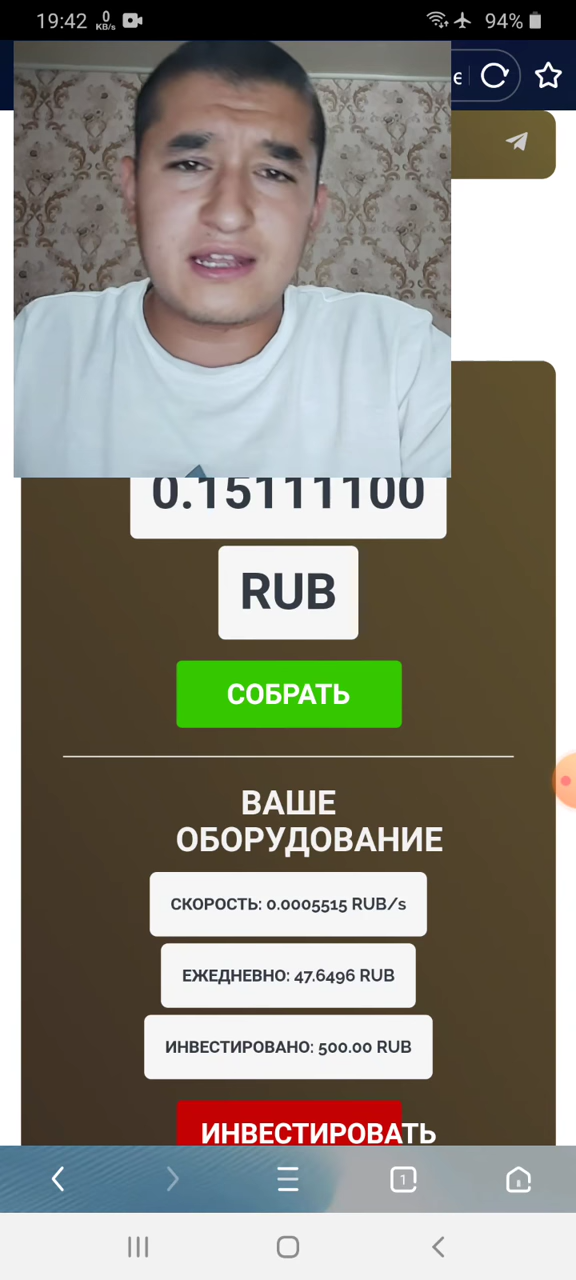 19:42 0 KB/s 94%
є
0.15111100
RUB
СОБРАТЬ
ВАШЕ
ОБОРУДОВАНИЕ
СКОРОСТЬ: 0.0005515 RUB/s
ЕЖЕДНЕВНО: 47.6496 RUB
ИНВЕСТИРОВАНО: 500.00 RUB
ИНВЕСТИРОВАТЬ
1